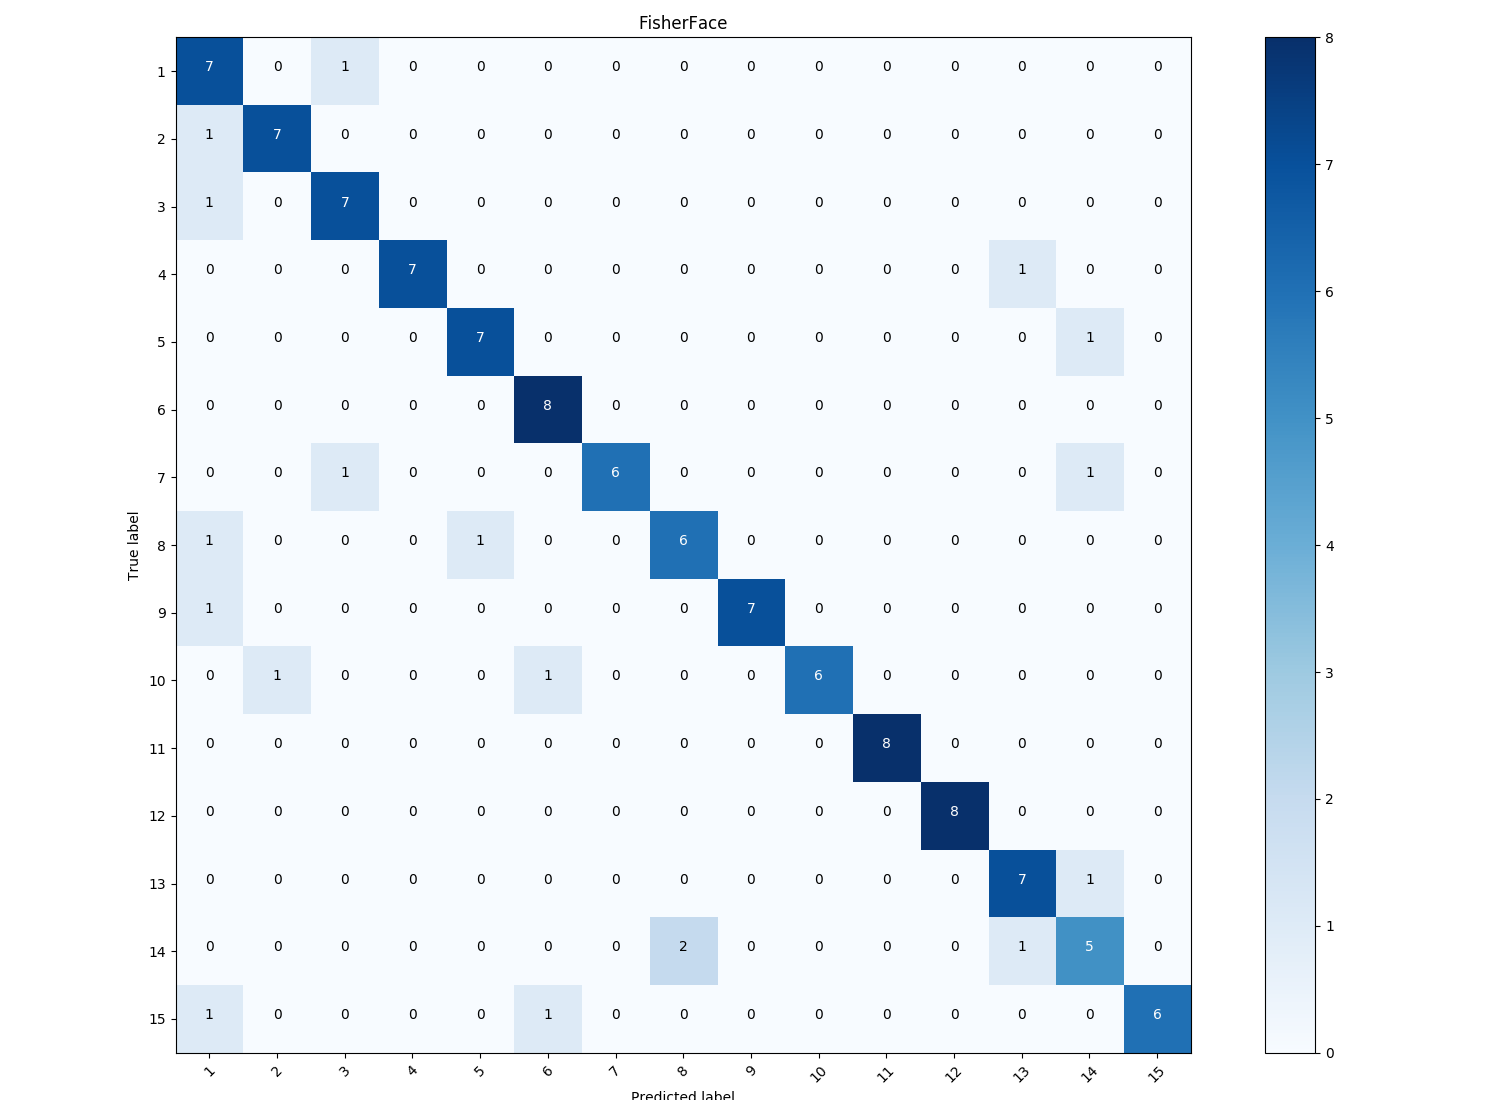 FisherFace
1 7 0 1 0 0 0 0 0 0 0 0 0 0 0 0
2 1 7 0 0 0 0 0 0 0 0 0 0 0 0 0
3 1 0 7 0 0 0 0 0 0 0 0 0 0 0 0
4 0 0 0 7 0 0 0 0 0 0 0 0 1 0 0
5 0 0 0 0 7 0 0 0 0 0 0 0 0 1 0
6 0 0 0 0 0 8 0 0 0 0 0 0 0 0 0
7 0 0 1 0 0 0 6 0 0 0 0 0 0 1 0
8 1 0 0 0 1 0 0 6 0 0 0 0 0 0 0
9 1 0 0 0 0 0 0 0 7 0 0 0 0 0 0
10 0 1 0 0 0 1 0 0 0 6 0 0 0 0 0
11 0 0 0 0 0 0 0 0 0 0 8 0 0 0 0
12 0 0 0 0 0 0 0 0 0 0 0 8 0 0 0
13 0 0 0 0 0 0 0 0 0 0 0 0 7 1 0
14 0 0 0 0 0 0 0 2 0 0 0 0 1 5 0
15 1 0 0 0 0 1 0 0 0 0 0 0 0 0 6
1 2 3 4 5 6 7 8 9 10 11 12 13 14 15
True label
Predicted label
8
7
6
5
4
3
2
1
0